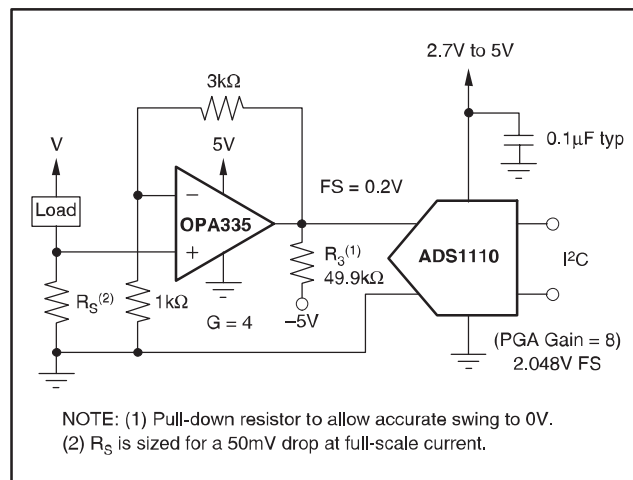 3kΩ
2.7V to 5V
0.1µF typ
V
5V
FS = 0.2V
Load
–
OPA335
+
R3(1)
49.9kΩ
ADS1110
I²C
RS(2)
1kΩ
G = 4
–5V
(PGA Gain = 8)
2.048V FS
NOTE: (1) Pull-down resistor to allow accurate swing to 0V.
(2) RS is sized for a 50mV drop at full-scale current.